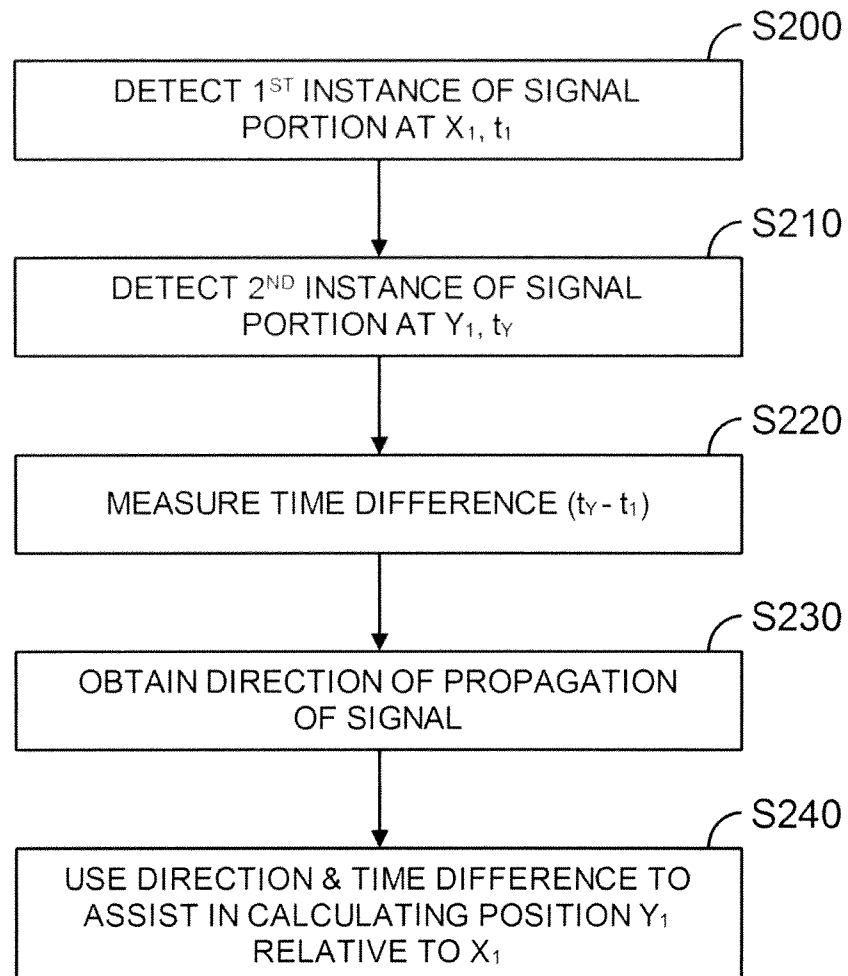 S200
DETECT 1ST INSTANCE OF SIGNAL
PORTION AT X₁, t₁
S210
DETECT 2ND INSTANCE OF SIGNAL
PORTION AT Y₁, tY
S220
MEASURE TIME DIFFERENCE (tY - t₁)
S230
OBTAIN DIRECTION OF PROPAGATION
OF SIGNAL
S240
USE DIRECTION & TIME DIFFERENCE TO
ASSIST IN CALCULATING POSITION Y₁
RELATIVE TO X₁